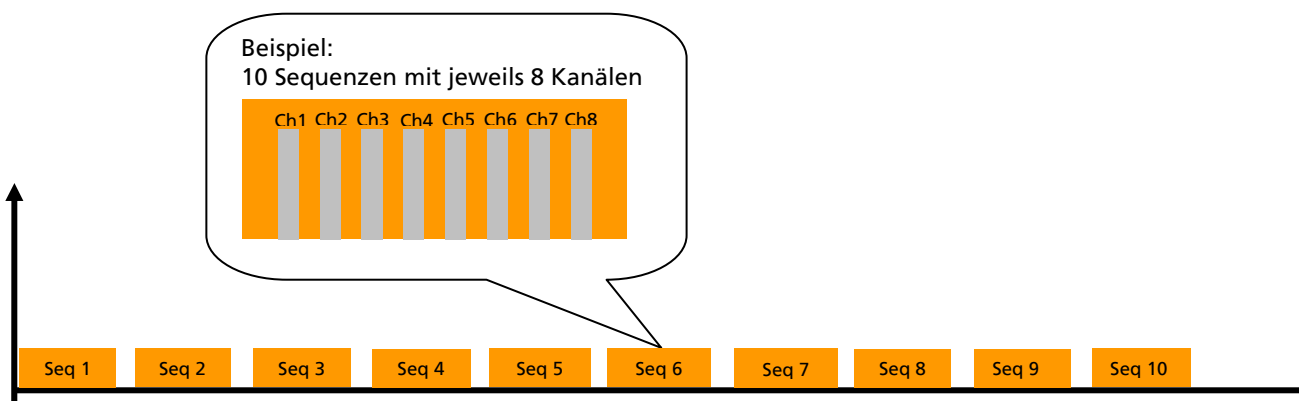 Beispiel:
10 Sequenzen mit jeweils 8 Kanälen
Ch1 Ch2 Ch3 Ch4 Ch5 Ch6 Ch7 Ch8
Seq 1 Seq 2 Seq 3 Seq 4 Seq 5 Seq 6 Seq 7 Seq 8 Seq 9 Seq 10